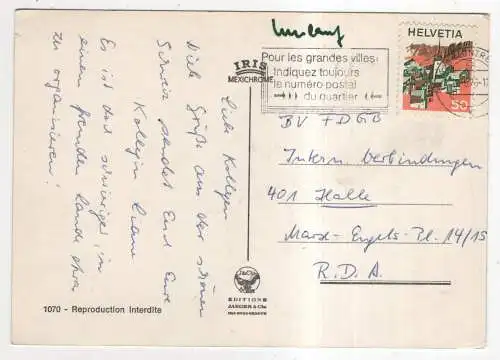 Umlauf
HELVETIA
50
Pour les grandes villes:
Indiquez toujours
le numéro postal
du quartier
IRIS
MEXICHROME
BV FDGB
Intern. Verbindungen
401 Halle
Marx-Engels-Pl. 14/15
R.D.A.
Liebe Kollegen
Viele Grüße aus der schönen
Schweiz sendet Euch Eure
Kollegin
Es ist das schwierige, in
einem fremden Lande etwas
zu organisieren!
EDITIONS
JAEGER & Cie
1070 - Reproduction Interdite